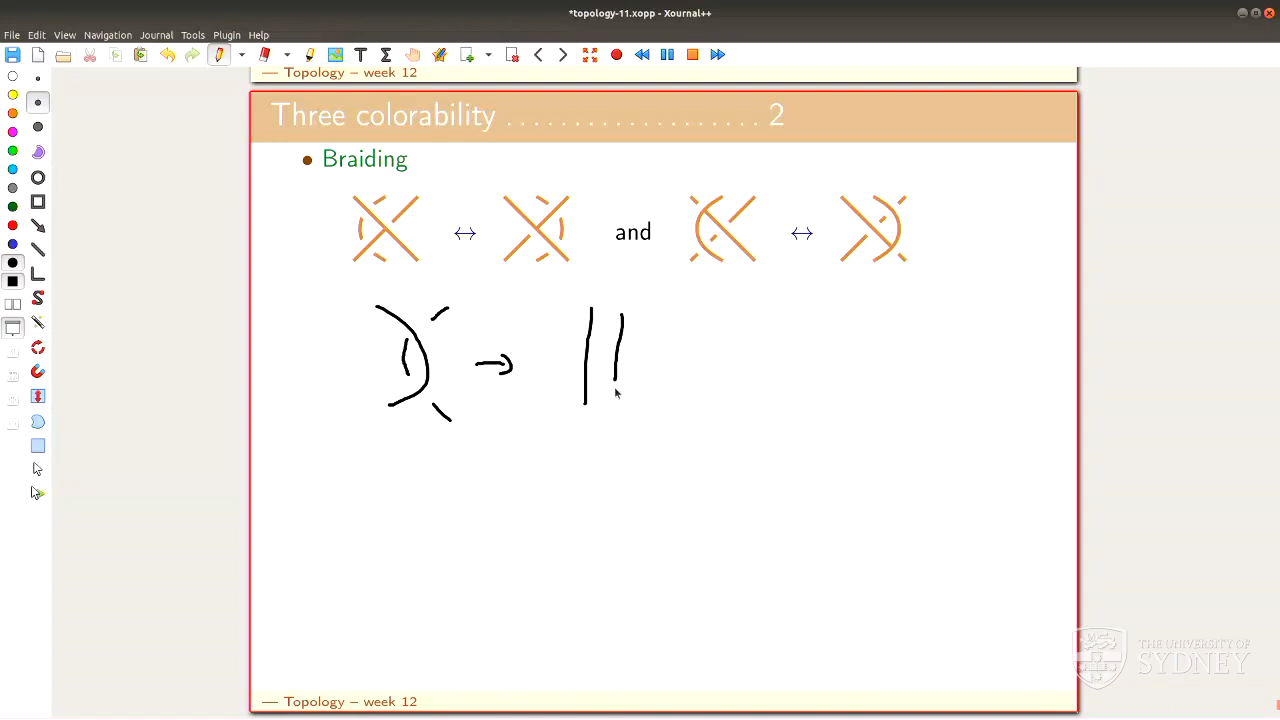 *topology-11.xopp - Xournal++
File Edit View Navigation Journal Tools Plugin Help
— Topology – week 12
Three colorability . . . . . . . . . . . . . . . . . . . 2
• Braiding
↔ and ↔
THE UNIVERSITY OF
SYDNEY
— Topology – week 12